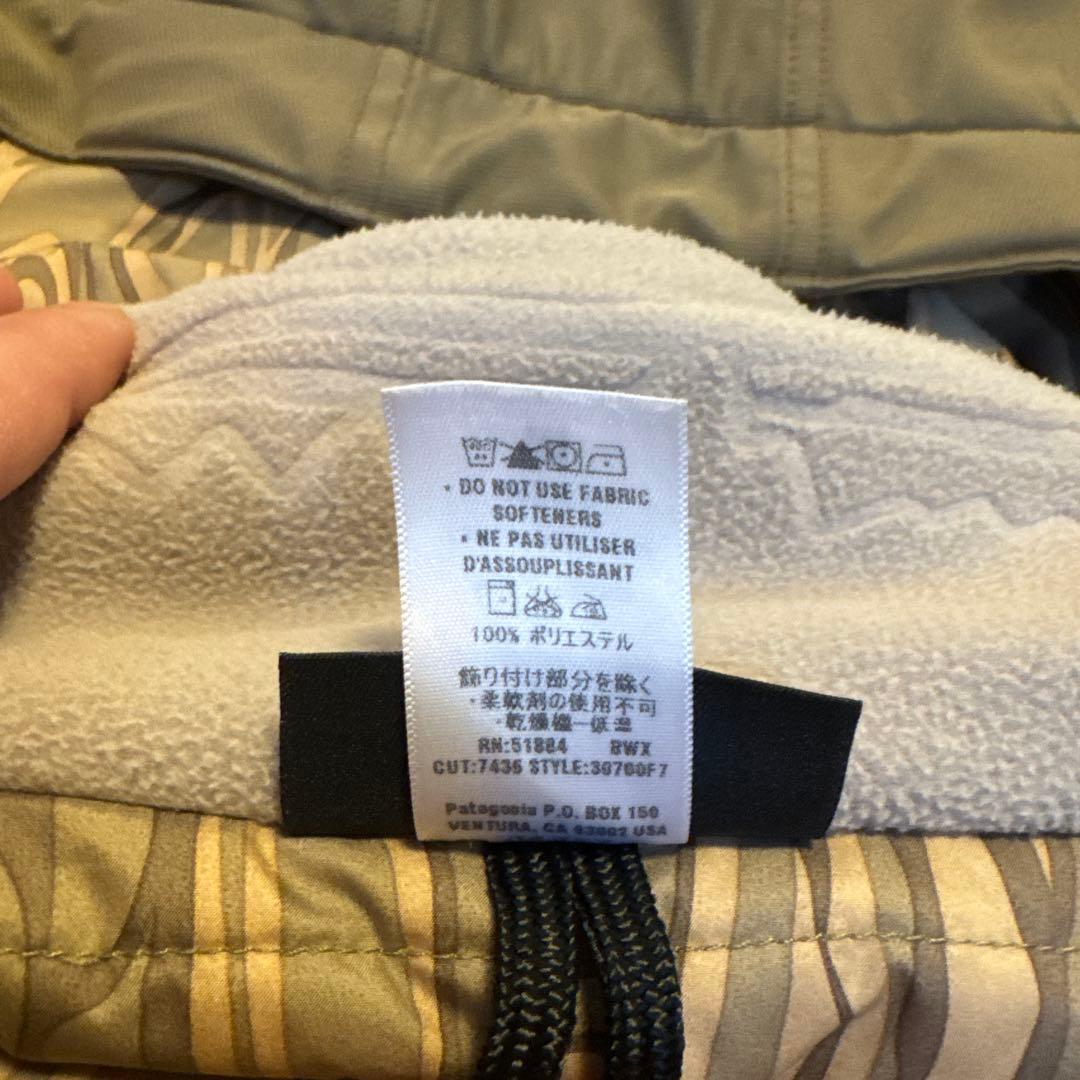 • DO NOT USE FABRIC
SOFTENERS
• NE PAS UTILISER
D'ASSOUPLISSANT
100% ポリエステル
飾り付け部分を除く
・柔軟剤の使用不可
・乾燥機ー低温
RN:51884 BWX
CUT:7436 STYLE:30700F7
Patagonia P.O. BOX 150
VENTURA, CA 93002 USA